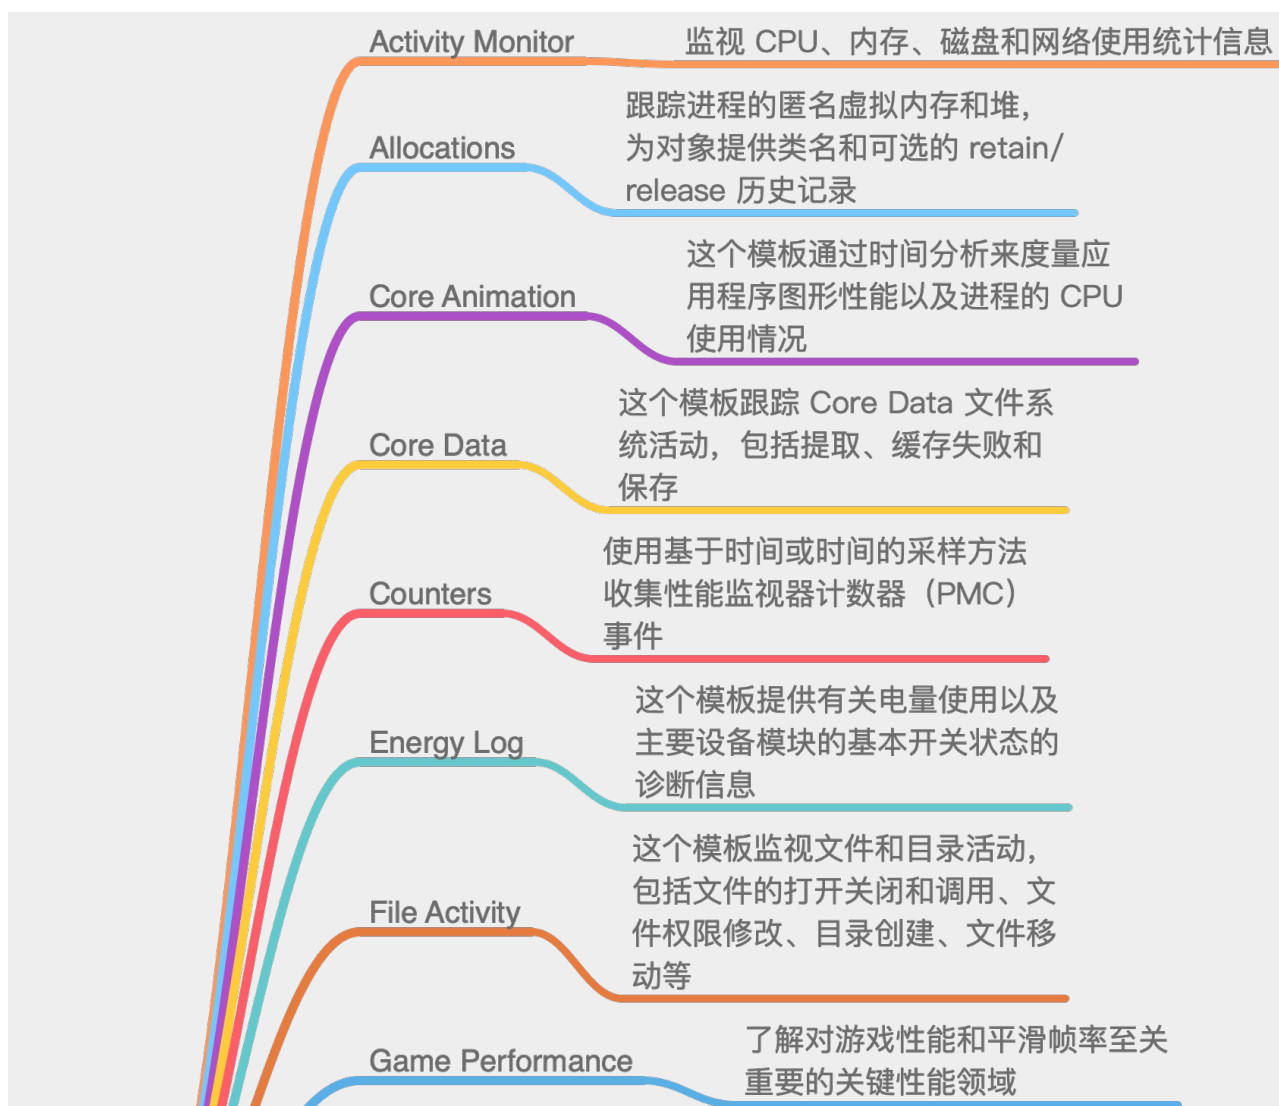 Activity Monitor
监视 CPU、内存、磁盘和网络使用统计信息
Allocations
跟踪进程的匿名虚拟内存和堆，
为对象提供类名和可选的 retain/
release 历史记录
Core Animation
这个模板通过时间分析来度量应
用程序图形性能以及进程的 CPU
使用情况
Core Data
这个模板跟踪 Core Data 文件系
统活动，包括提取、缓存失败和
保存
Counters
使用基于时间或时间的采样方法
收集性能监视器计数器（PMC）
事件
Energy Log
这个模板提供有关电量使用以及
主要设备模块的基本开关状态的
诊断信息
File Activity
这个模板监视文件和目录活动，
包括文件的打开关闭和调用、文
件权限修改、目录创建、文件移
动等
Game Performance
了解对游戏性能和平滑帧率至关
重要的关键性能领域